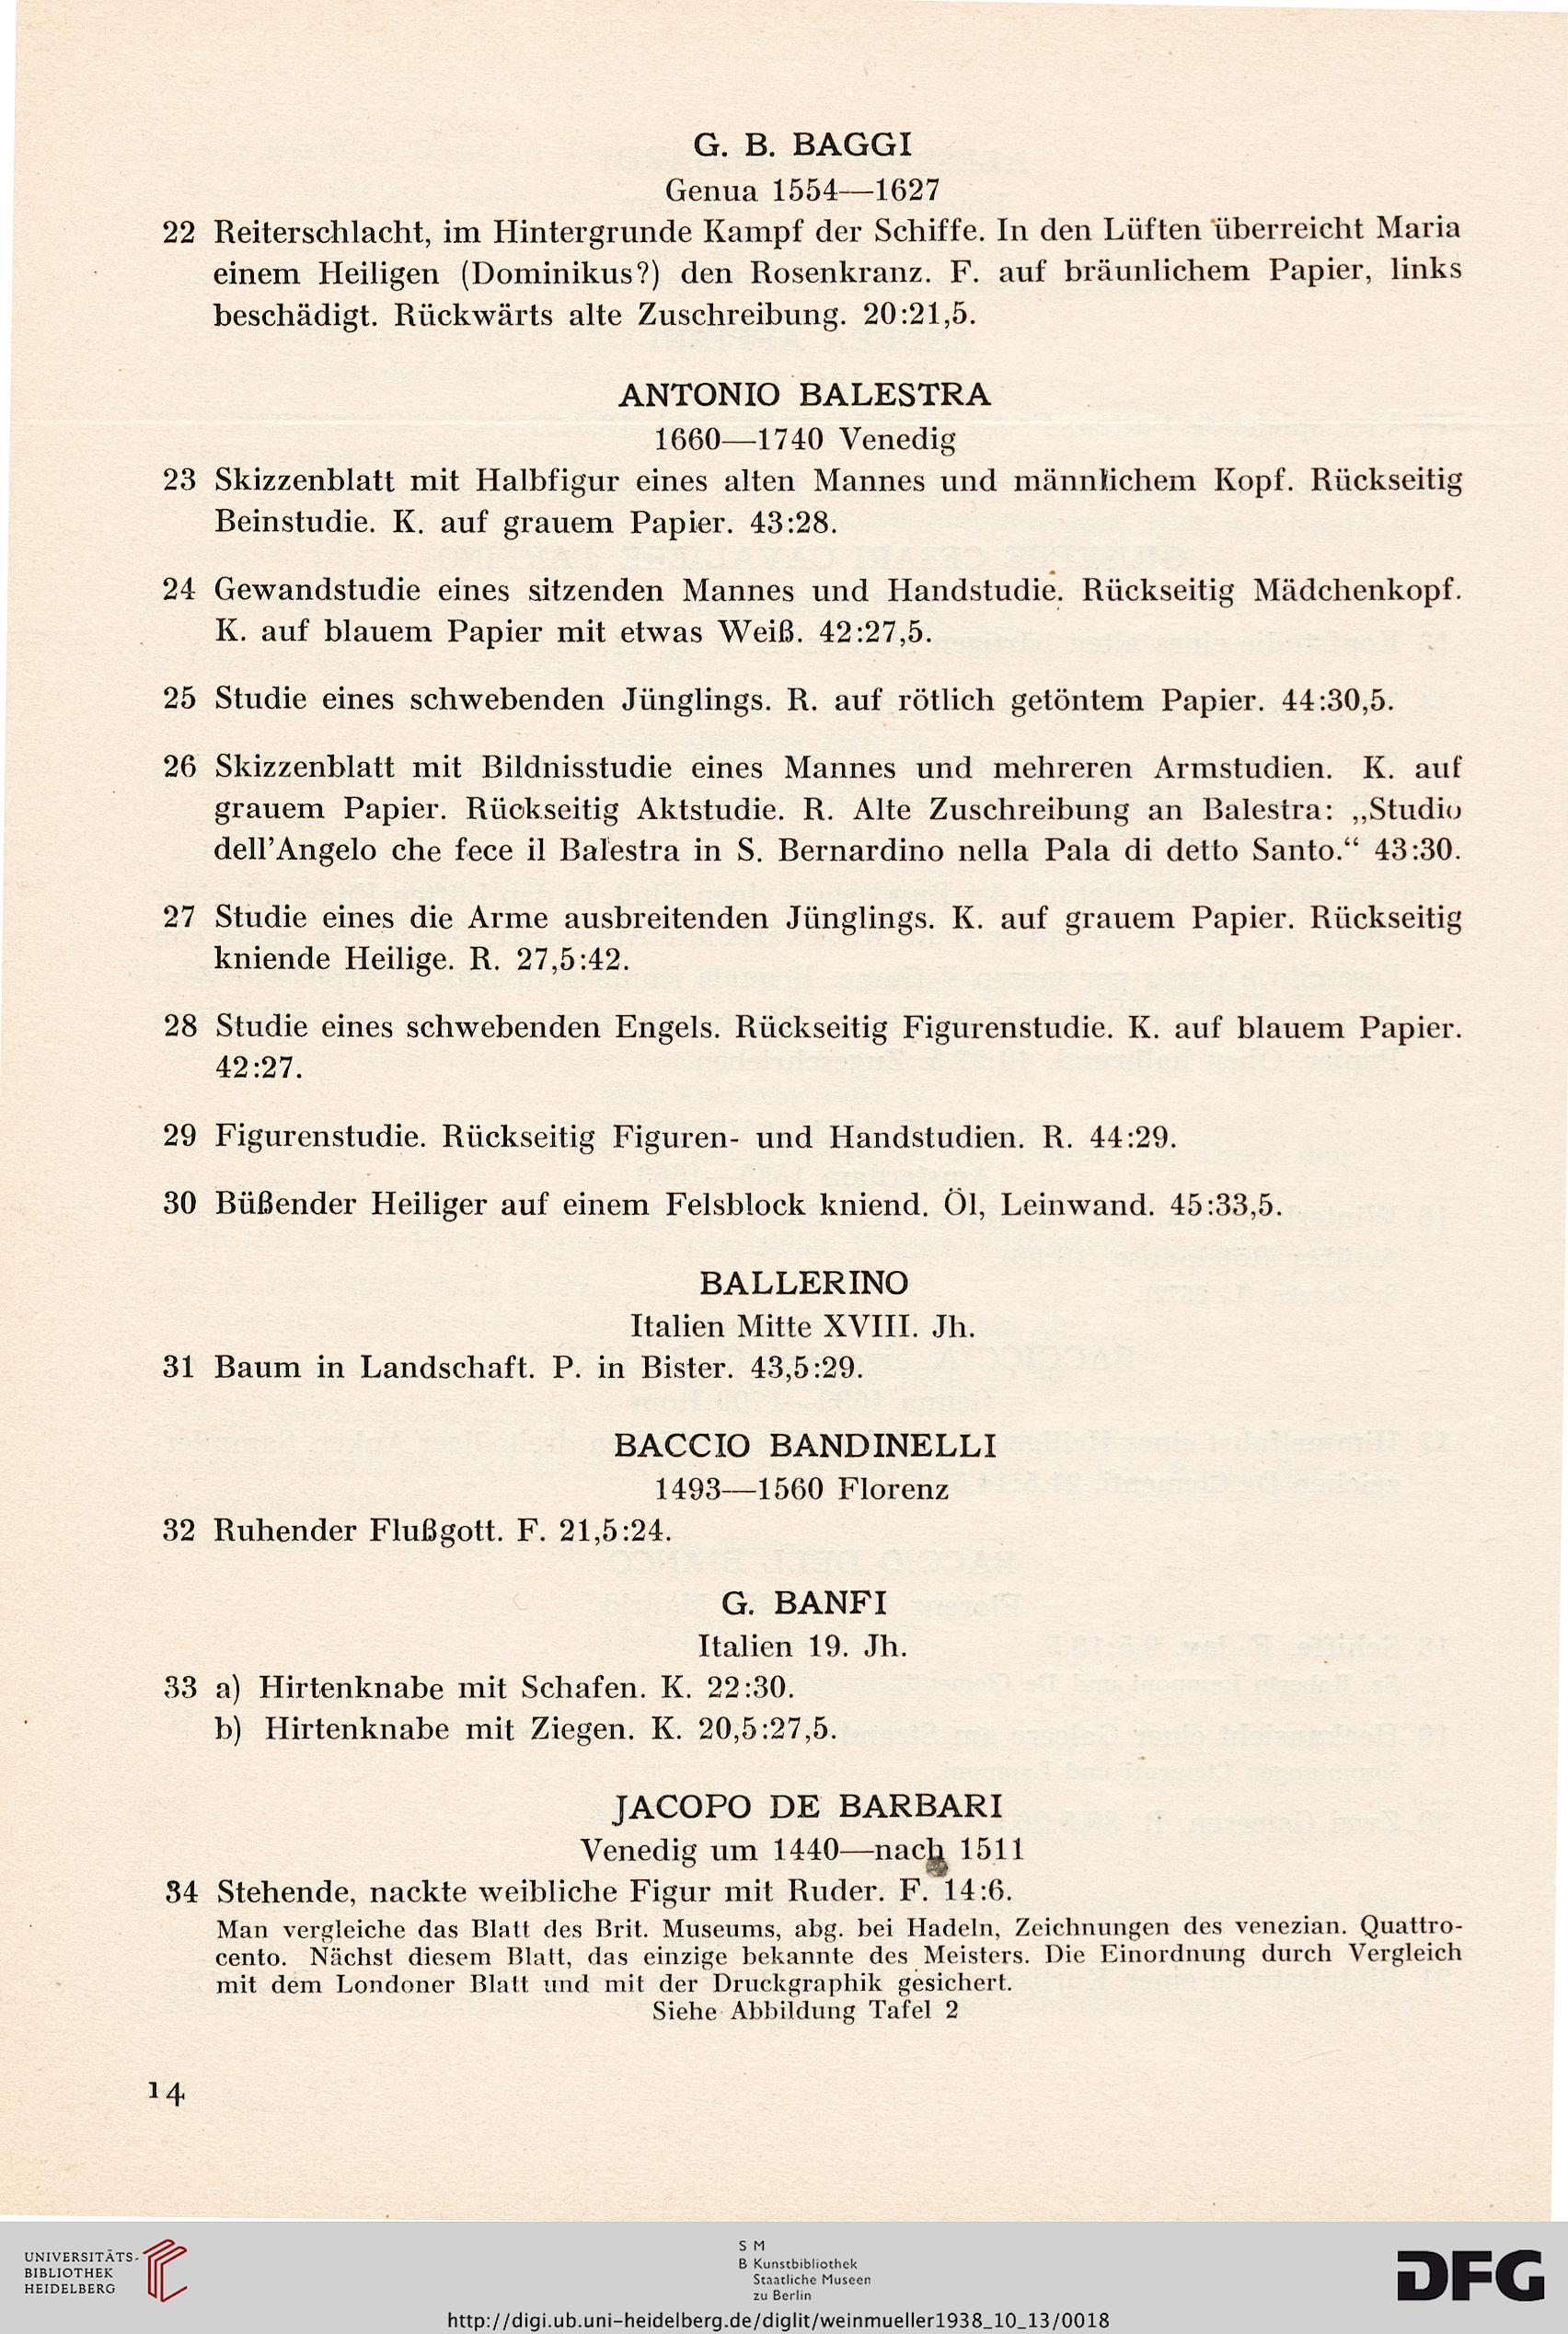 G. B. BAGGI
Genua 1554—1627
22 Reiterschlacht, im Hintergrunde Kampf der Schiffe. In den Lüften überreicht Maria
einem Heiligen (Dominikus?) den Rosenkranz. F. auf bräunlichem Papier, links
beschädigt. Rückwärts alte Zuschreibung. 20:21,5.
ANTONIO BALESTRA
1660—1740 Venedig
23 Skizzenblatt mit Halbfigur eines alten Mannes und männlichem Kopf. Rückseitig
Beinstudie. K. auf grauem Papier. 43:28.
24 Gewandstudie eines sitzenden Mannes und Handstudie. Rückseitig Mädchenkopf.
K. auf blauem Papier mit etwas Weiß. 42:27,5.
25 Studie eines schwebenden Jünglings. R. auf rötlich getöntem Papier. 44:30,5.
26 Skizzenblatt mit Bildnisstudie eines Mannes und mehreren Armstudien. K. auf
grauem Papier. Rückseitig Aktstudie. R. Alte Zuschreibung an Balestra: „Studio
dell'Angelo che fece il Balestra in S. Bernardino nella Pala di detto Santo.“ 43:30.
27 Studie eines die Arme ausbreitenden Jünglings. K. auf grauem Papier. Rückseitig
kniende Heilige. R. 27,5:42.
28 Studie eines schwebenden Engels. Rückseitig Figurenstudie. K. auf blauem Papier.
42:27.
29 Figurenstudie. Rückseitig Figuren- und Handstudien. R. 44:29.
30 Büßender Heiliger auf einem Felsblock kniend. Öl, Leinwand. 45:33,5.
BALLERINO
Italien Mitte XVIII. Jh.
31 Baum in Landschaft. P. in Bister. 43,5:29.
BACCIO BANDINELLI
1493—1560 Florenz
32 Ruhender Flußgott. F. 21,5:24.
G. BANFI
Italien 19. Jh.
33 a) Hirtenknabe mit Schafen. K. 22:30.
b) Hirtenknabe mit Ziegen. K. 20,5:27,5.
JACOPO DE BARBARI
Venedig um 1440—nach 1511
34 Stehende, nackte weibliche Figur mit Ruder. F. 14:6.
Man vergleiche das Blatt des Brit. Museums, abg. bei Hadeln, Zeichnungen des venezian. Quattro-
cento. Nächst diesem Blatt, das einzige bekannte des Meisters. Die Einordnung durch Vergleich
mit dem Londoner Blatt und mit der Druckgraphik gesichert.
Siehe Abbildung Tafel 2
14
UNIVERSITÄTS-
BIBLIOTHEK
HEIDELBERG
S M
B Kunstbibliothek
Staatliche Museen
zu Berlin
DFG
http://digi.ub.uni-heidelberg.de/diglit/weinmueller1938_10_13/0018